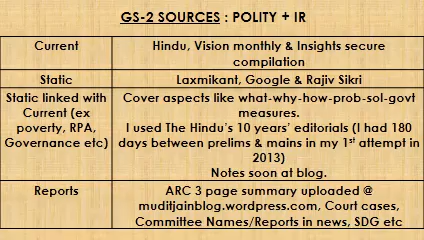 GS-2 SOURCES : POLITY + IR
Current
Hindu, Vision monthly & Insights secure
compilation
Static
Laxmikant, Google & Rajiv Sikri
Static linked with
Current (ex
poverty, RPA,
Governance etc)
Cover aspects like what-why-how-prob-sol-govt
measures.
I used The Hindu's 10 years' editorials (I had 180
days between prelims & mains in my 1st attempt in
2013)
Notes soon at blog.
Reports
ARC 3 page summary uploaded @
muditjainblog.wordpress.com, Court cases,
Committee Names/Reports in news, SDG etc